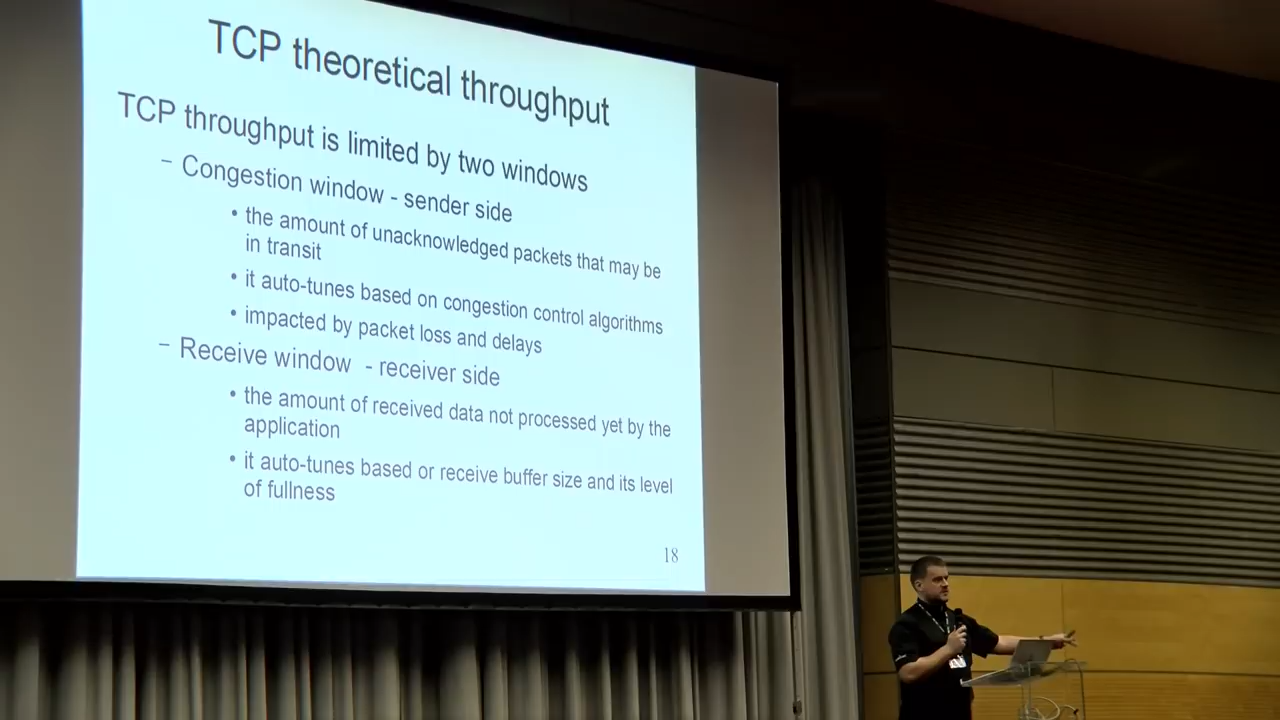 TCP theoretical throughput
TCP throughput is limited by two windows
– Congestion window - sender side
• the amount of unacknowledged packets that may be
in transit
• it auto-tunes based on congestion control algorithms
• impacted by packet loss and delays
– Receive window - receiver side
• the amount of received data not processed yet by the
application
• it auto-tunes based or receive buffer size and its level
of fullness
18